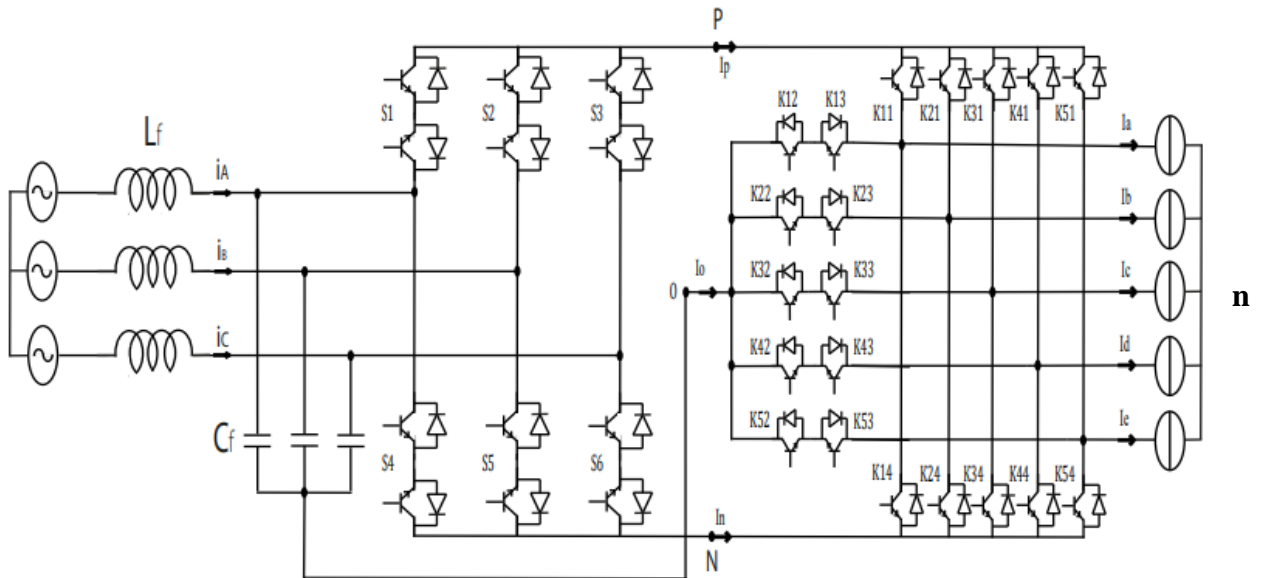 P
Ip
S1
S2
S3
K12
K13
K11
K21
K31
K41
K51
Lf
iA
Ia
K22
K23
Ib
iB
Io
0
K32
K33
Ic
n
iC
K42
K43
Id
K52
K53
Ie
Cf
S4
S5
S6
K14
K24
K34
K44
K54
In
N